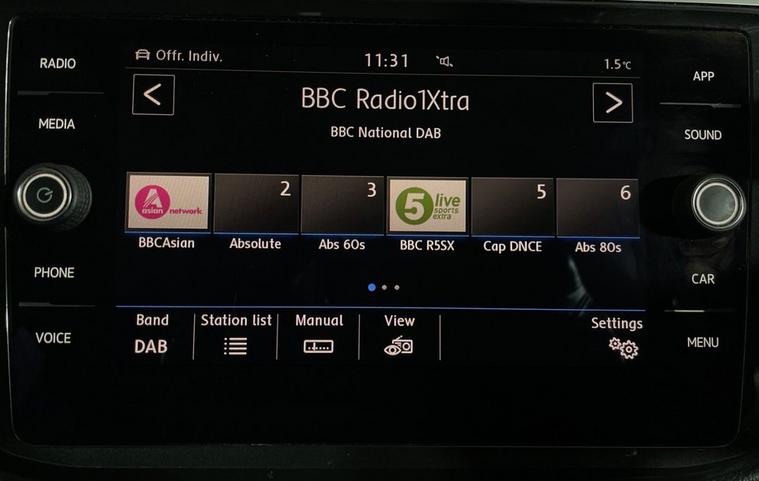 RADIO
MEDIA
PHONE
VOICE
Offr. Indiv.
11:31
1.5°C
BBC Radio1Xtra
BBC National DAB
asian network
2
3
5 live sports extra
5
6
BBCAsian
Absolute
Abs 60s
BBC R5SX
Cap DNCE
Abs 80s
Band
DAB
Station list
Manual
View
Settings
APP
SOUND
CAR
MENU